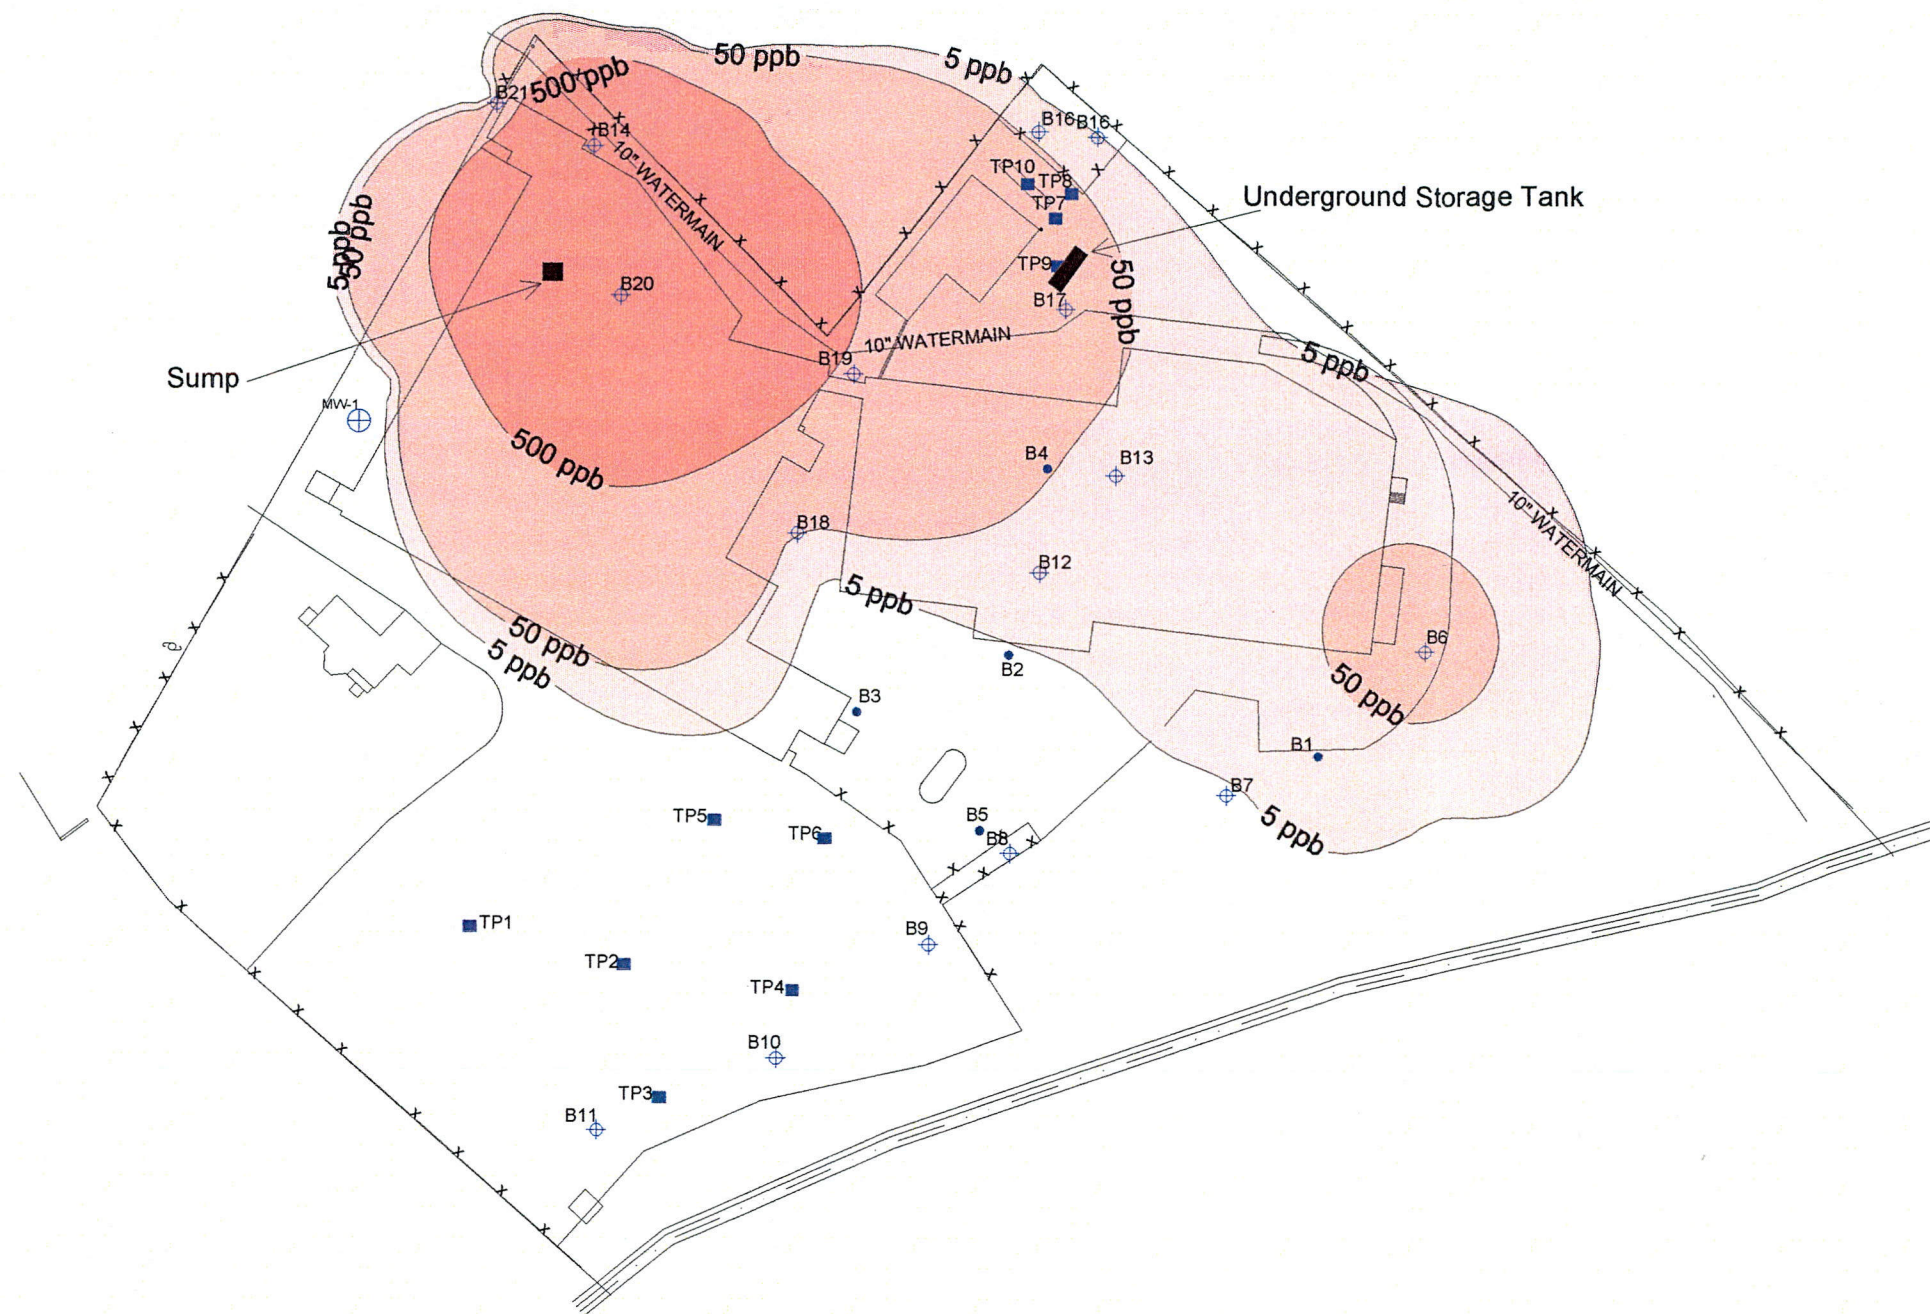 50 ppb
5 ppb
500 ppb
B21
B14
B16
B16
10" WATERMAIN
TP10
TP8
TP7
Underground Storage Tank
5 ppb
50 ppb
TP9
50 ppb
B20
B17
10" WATERMAIN
B19
5 ppb
Sump
MW-1
500 ppb
B4
B13
10" WATERMAIN
B18
B12
5 ppb
50 ppb
5 ppb
B6
B2
50 ppb
B3
B1
B7
TP5
TP6
B5
B8
5 ppb
TP1
B9
TP2
TP4
B10
TP3
B11